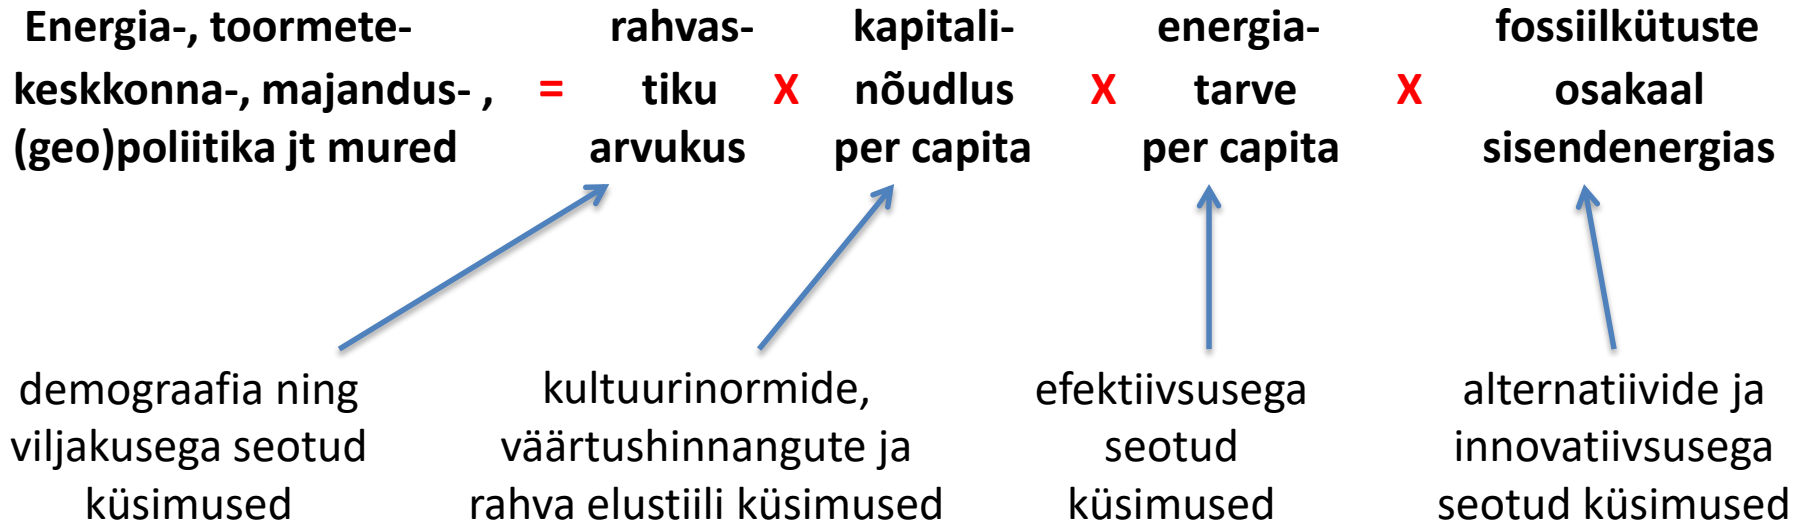 Energia-, toormete- rahvas- kapitali- energia- fossiilkütuste
keskkonna-, majandus- , = tiku X nõudlus X tarve X osakaal
(geo)poliitika jt mured arvukus per capita per capita sisendenergias
demograafia ning kultuurinormide, efektiivsusega alternatiivide ja
viljakusega seotud väärtushinnangute ja seotud innovatiivsusega
küsimused rahva elustiili küsimused küsimused seotud küsimused